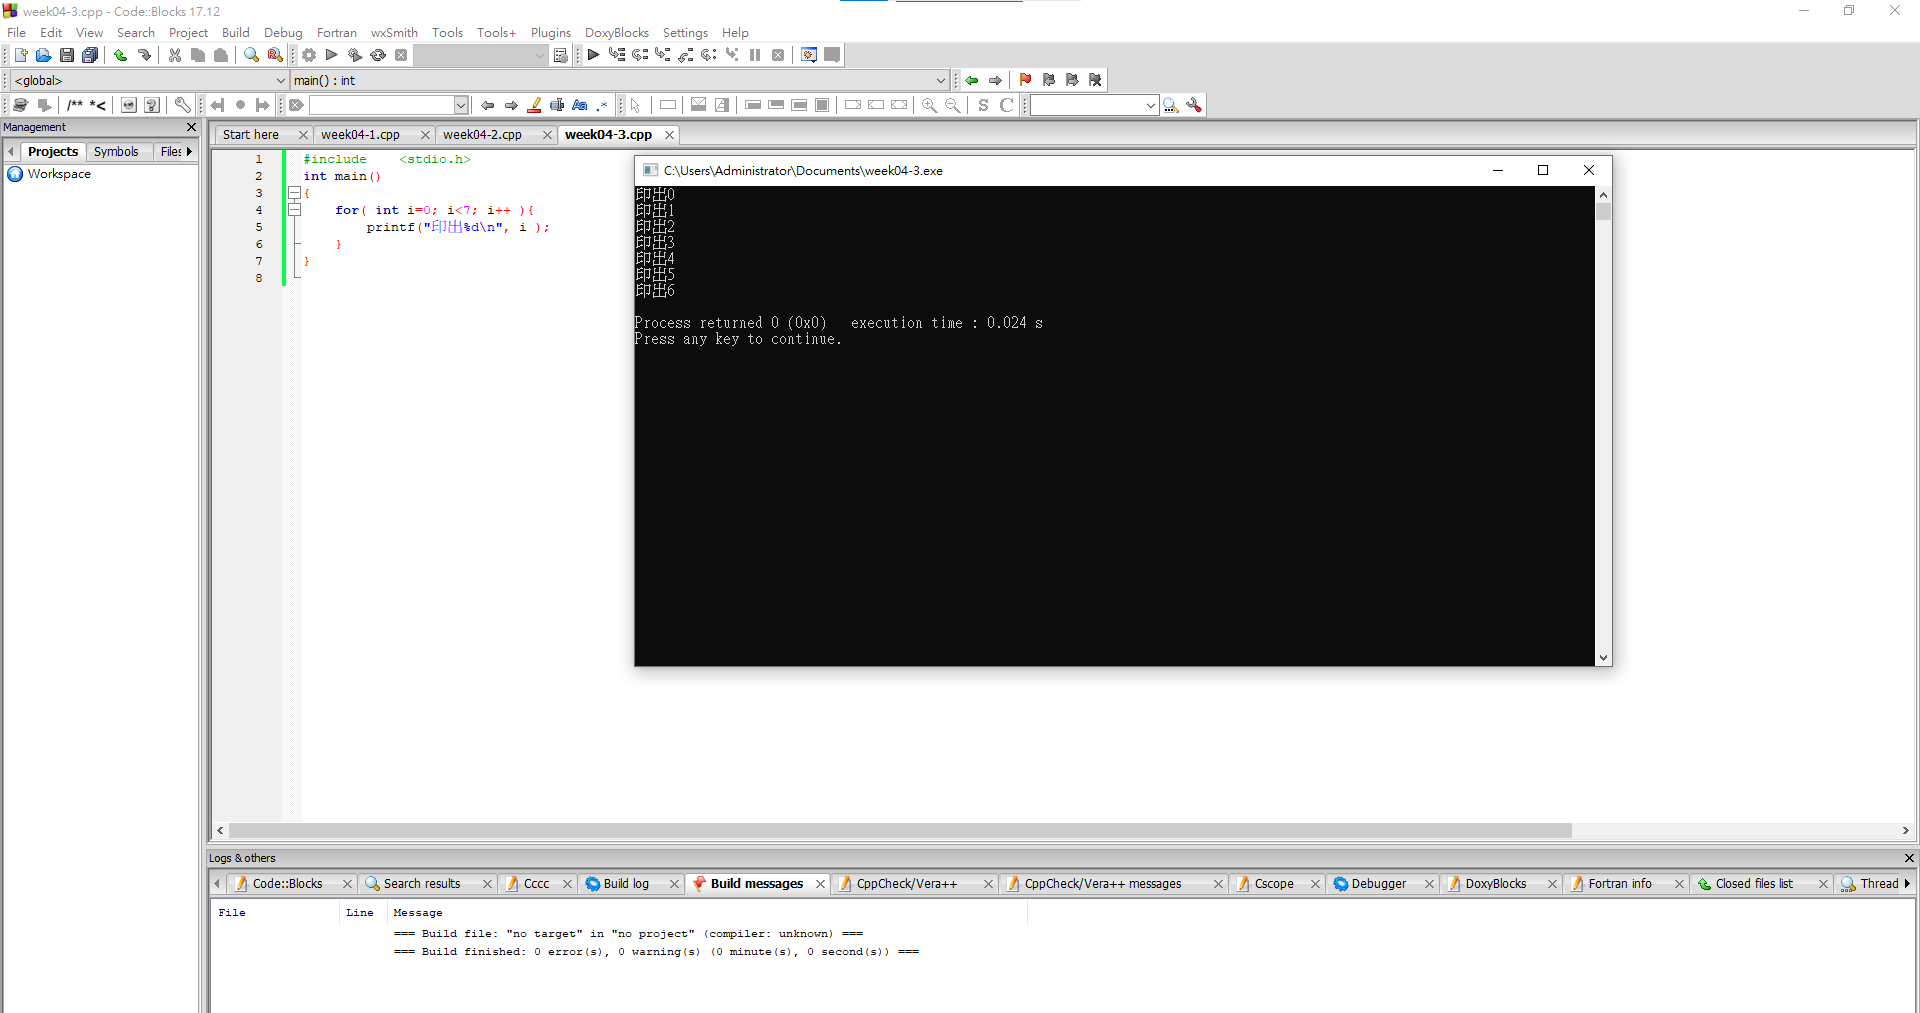 week04-3.cpp - Code::Blocks 17.12
File Edit View Search Project Build Debug Fortran wxSmith Tools Tools+ Plugins DoxyBlocks Settings Help
<global> main() : int
/** *<
Management
Projects Symbols Files
Workspace
Start here week04-1.cpp week04-2.cpp week04-3.cpp
1 #include    <stdio.h>
2 int main()
3 {
4     for( int i=0; i<7; i++ ){
5         printf("印出%d\n", i );
6     }
7 }
8
C:\Users\Administrator\Documents\week04-3.exe
印出0
印出1
印出2
印出3
印出4
印出5
印出6
Process returned 0 (0x0)   execution time : 0.024 s
Press any key to continue.
Logs & others
Code::Blocks Search results Cccc Build log Build messages CppCheck/Vera++ CppCheck/Vera++ messages Cscope Debugger DoxyBlocks Fortran info Closed files list Thread
File Line Message
=== Build file: "no target" in "no project" (compiler: unknown) ===
=== Build finished: 0 error(s), 0 warning(s) (0 minute(s), 0 second(s)) ===